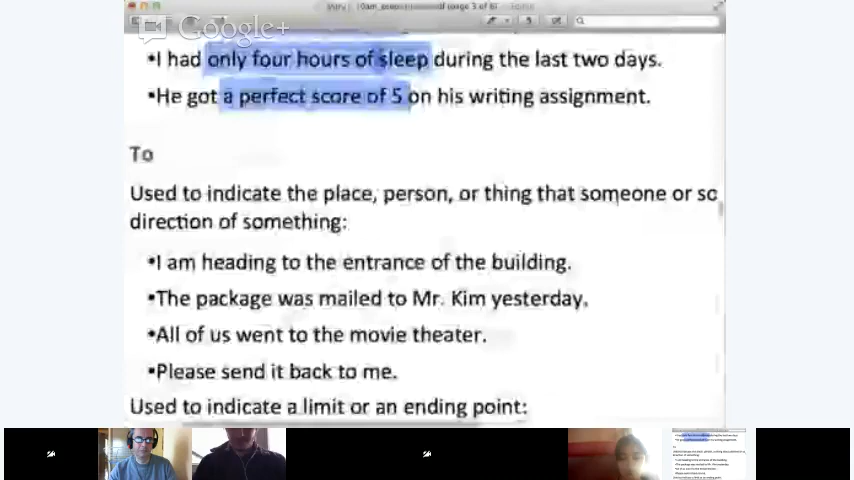 Google+
•I had only four hours of sleep during the last two days.
•He got a perfect score of 5 on his writing assignment.
To
Used to indicate the place, person, or thing that someone or so
direction of something:
•I am heading to the entrance of the building.
•The package was mailed to Mr. Kim yesterday.
•All of us went to the movie theater.
•Please send it back to me.
Used to indicate a limit or an ending point: